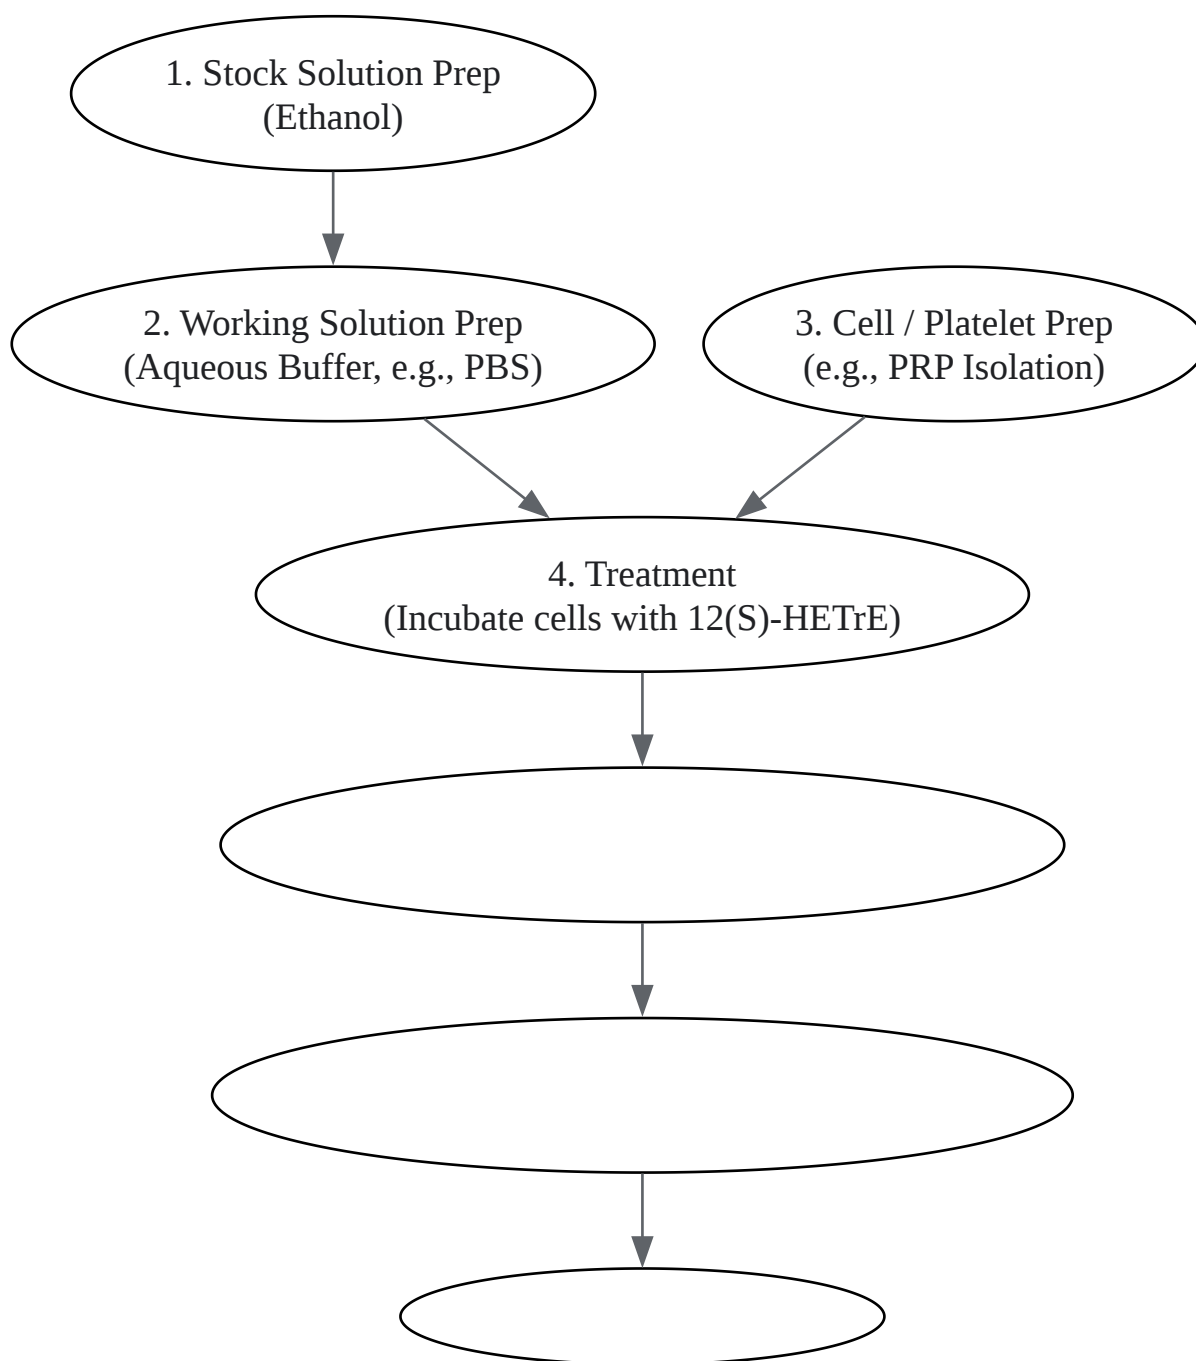 1. Stock Solution Prep
(Ethanol)
2. Working Solution Prep
(Aqueous Buffer, e.g., PBS)
3. Cell / Platelet Prep
(e.g., PRP Isolation)
4. Treatment
(Incubate cells with 12(S)-HETrE)